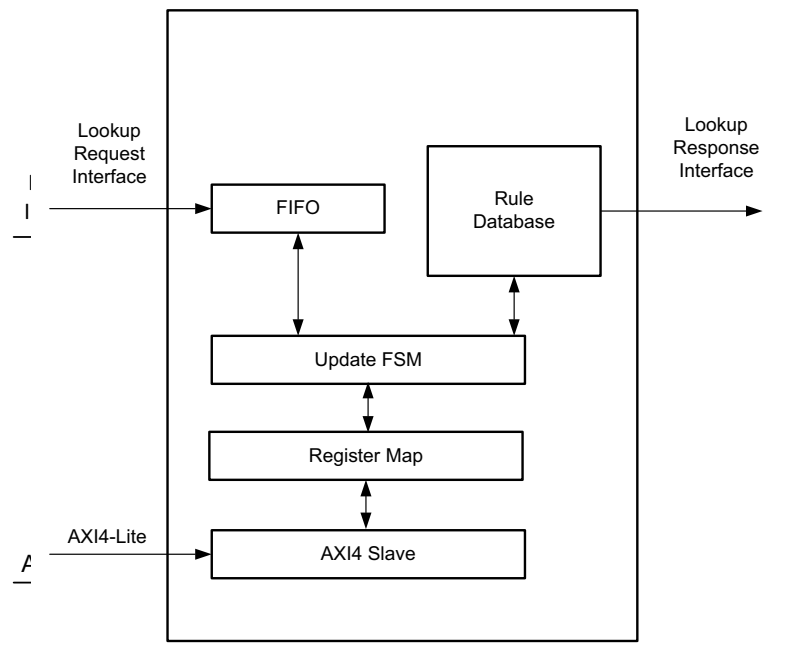 Lookup
Request
Interface
Lookup
Response
Interface
FIFO
Rule
Database
Update FSM
Register Map
AXI4-Lite
AXI4 Slave